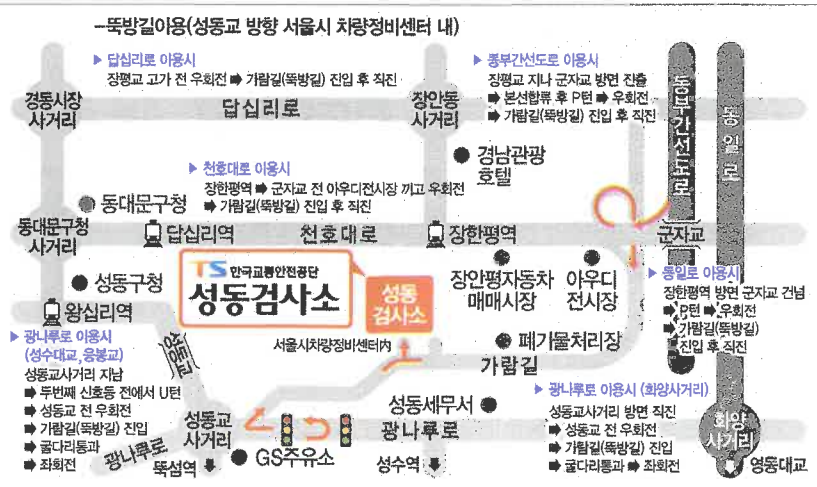 -뚝방길이용(성동교 방향 서울시 차량정비센터 내)
▶ 답십리로 이용시
장평교 고가 전 우회전 ➡ 가람길(뚝방길) 진입 후 직진
▶ 동부간선도로 이용시
장평교 지나 군자교 방면 진출
➡ 본선합류 후 P턴 ➡ 우회전
➡ 가람길(뚝방길) 진입 후 직진
경동시장
사거리
답십리로
장안동
사거리
동부간선도로
동일로
경남관광
호텔
▶ 천호대로 이용시
장한평역 ➡ 군자교 전 아우디전시장 끼고 우회전
➡ 가람길(뚝방길) 진입 후 직진
동대문구청
동대문구청
사거리
답십리역
천호대로
장한평역
군자교
성동구청
왕십리역
TS 한국교통안전공단
성동검사소
성동
검사소
서울시차량정비센터內
장안평자동차
매매시장
아우디
전시장
▶ 동일로 이용시
장한평역 방면 군자교 건넘
➡ P턴 ➡ 우회전
➡ 가람길(뚝방길)
진입 후 직진
폐기물처리장
가람길
▶ 광나루로 이용시
(성수대교,응봉교)
성동교사거리 지남
➡ 두번째 신호등 전에서 U턴
➡ 성동교 전 우회전
➡ 가람길(뚝방길) 진입
➡ 굴다리통과
➡ 좌회전
성동교
성동교
사거리
광나루로
뚝섬역
GS주유소
성동세무서
광나루로
성수역
▶ 광나루로 이용시 (화양사거리)
성동교사거리 방면 직진
➡ 성동교 전 우회전
➡ 가람길(뚝방길) 진입
➡ 굴다리통과 ➡ 좌회전
화양
사거리
영동대교